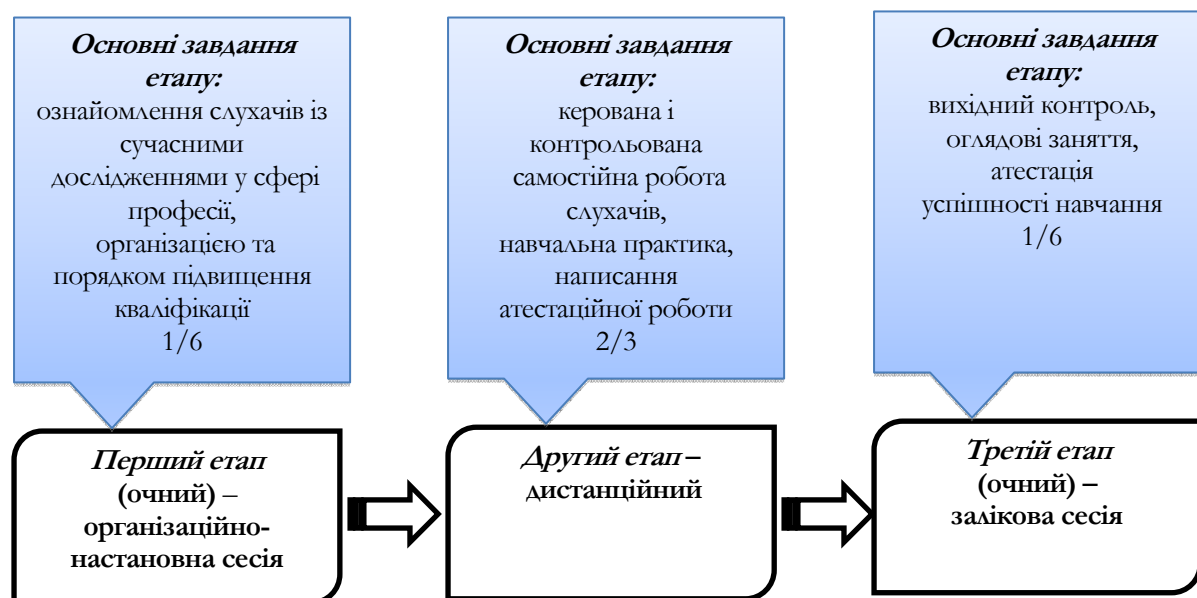 Основні завдання
етапу:
ознайомлення слухачів із
сучасними
дослідженнями у сфері
професії,
організацією та
порядком підвищення
кваліфікації
1/6
Основні завдання
етапу:
керована і
контрольована
самостійна робота
слухачів,
навчальна практика,
написання
атестаційної роботи
2/3
Основні завдання
етапу:
вихідний контроль,
оглядові заняття,
атестація
успішності навчання
1/6
Перший етап
(очний) –
організаційно-
настановна сесія
Другий етап –
дистанційний
Третій етап
(очний) –
залікова сесія